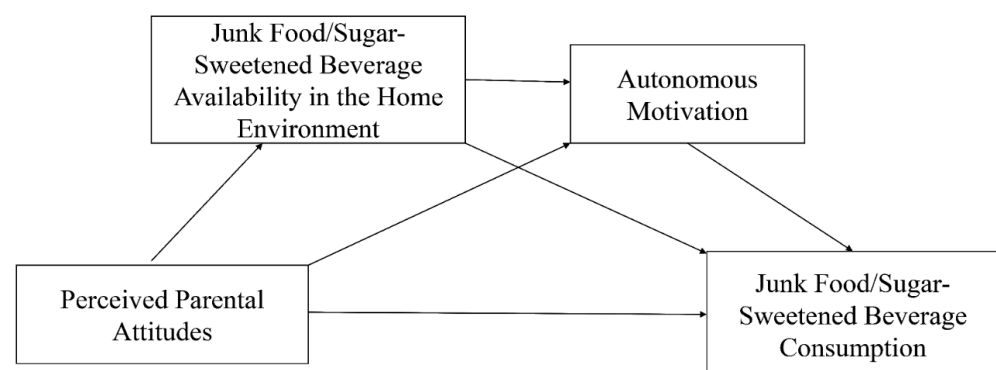 Junk Food/Sugar-
Sweetened Beverage
Availability in the Home
Environment
Autonomous
Motivation
Perceived Parental
Attitudes
Junk Food/Sugar-
Sweetened Beverage
Consumption